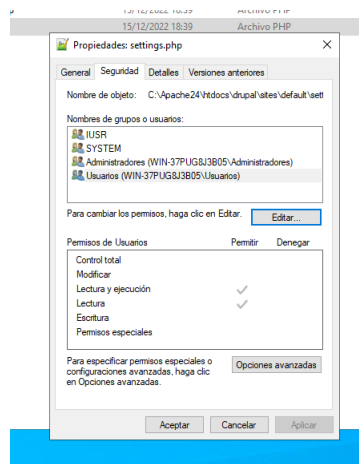 15/12/2022 18:39 Archivo PHP
15/12/2022 18:39 Archivo PHP
Propiedades: settings.php
General Seguridad Detalles Versiones anteriores
Nombre de objeto: C:\Apache24\htdocs\drupal\sites\default\sett
Nombres de grupos o usuarios:
IUSR
SYSTEM
Administradores (WIN-37PUG8J3B05\Administradores)
Usuarios (WIN-37PUG8J3B05\Usuarios)
Para cambiar los permisos, haga clic en Editar. Editar...
Permisos de Usuarios Permitir Denegar
Control total
Modificar
Lectura y ejecución
Lectura
Escritura
Permisos especiales
Para especificar permisos especiales o
configuraciones avanzadas, haga clic
en Opciones avanzadas.
Opciones avanzadas
Aceptar Cancelar Aplicar